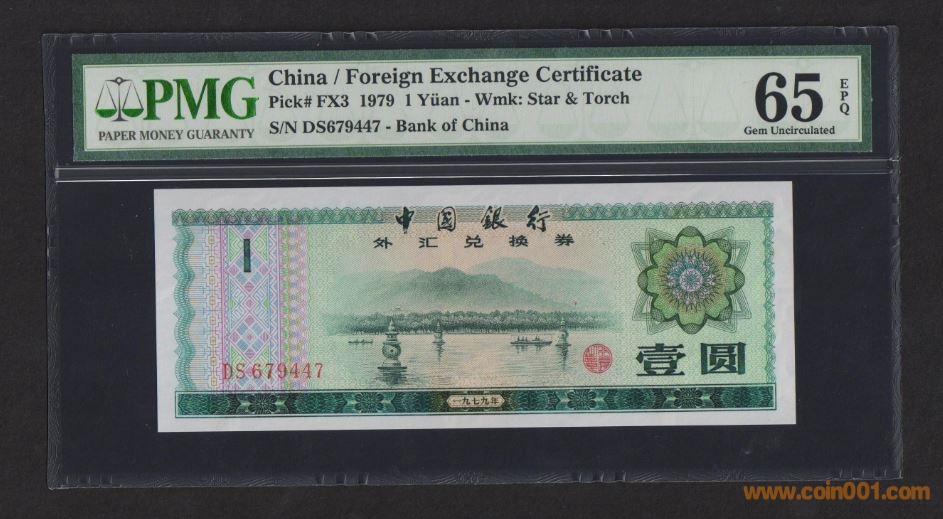 PMG
PAPER MONEY GUARANTY
China / Foreign Exchange Certificate
Pick# FX3 1979 1 Yüan - Wmk: Star & Torch
S/N DS679447 - Bank of China
65
EPQ
Gem Uncirculated
中国銀行
外汇兑换券
1
DS679447
壹圆
一九七九年
www.coin001.com